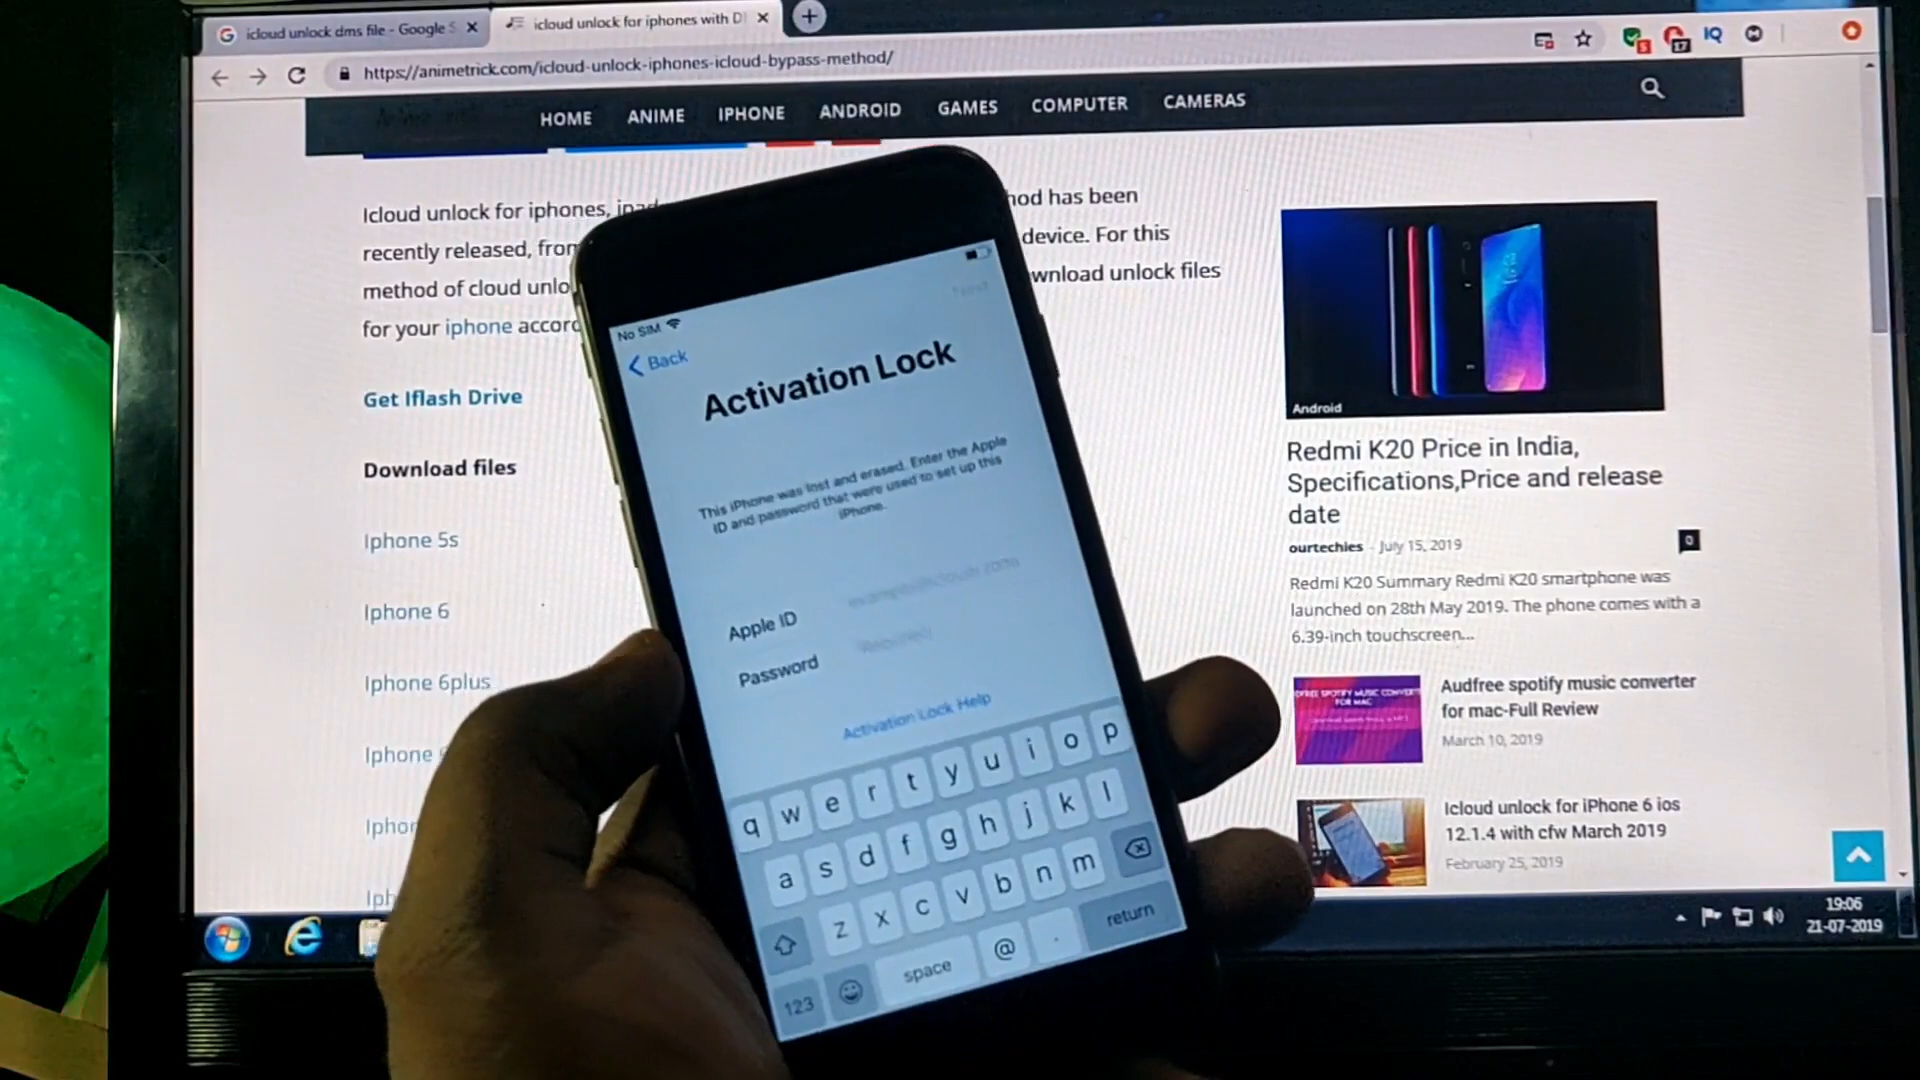 icloud unlock dms file - Google S
icloud unlock for iphones with D
https://animetrick.com/icloud-unlock-iphones-icloud-bypass-method/
HOME ANIME IPHONE ANDROID GAMES COMPUTER CAMERAS
Icloud unlock for iphones, has been
recently released, device. For this
method of cloud unlock files
for your iphone
Get Iflash Drive
Download files
Iphone 5s
Iphone 6
Iphone 6plus
Iphone
No SIM
Back
Next
Activation Lock
This iPhone was lost and erased. Enter the Apple
ID and password that were used to set up this
iPhone.
Apple ID example@icloud.com
Password Required
Activation Lock Help
q w e r t y u i o p
a s d f g h j k l
z x c v b n m
123 space @ . return
Android
Redmi K20 Price in India,
Specifications,Price and release
date
ourtechies - July 15, 2019 0
Redmi K20 Summary Redmi K20 smartphone was
launched on 28th May 2019. The phone comes with a
6.39-inch touchscreen...
Audfree spotify music converter
for mac-Full Review
March 10, 2019
Icloud unlock for iPhone 6 ios
12.1.4 with cfw March 2019
February 25, 2019
19:06
21-07-2019